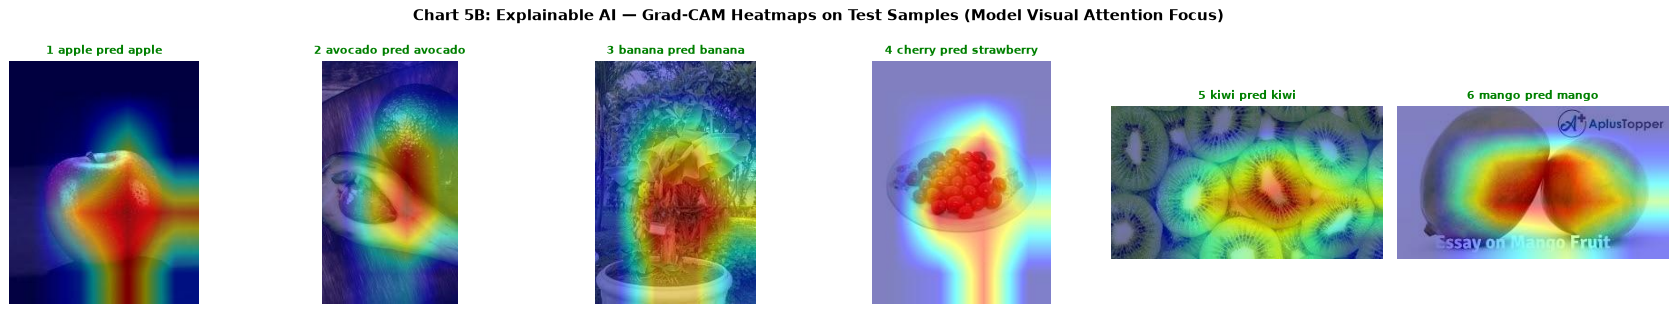 Chart 5B: Explainable AI — Grad-CAM Heatmaps on Test Samples (Model Visual Attention Focus)
1 apple pred apple
2 avocado pred avocado
3 banana pred banana
4 cherry pred strawberry
5 kiwi pred kiwi
6 mango pred mango
A+ AplusTopper
Essay on Mango Fruit